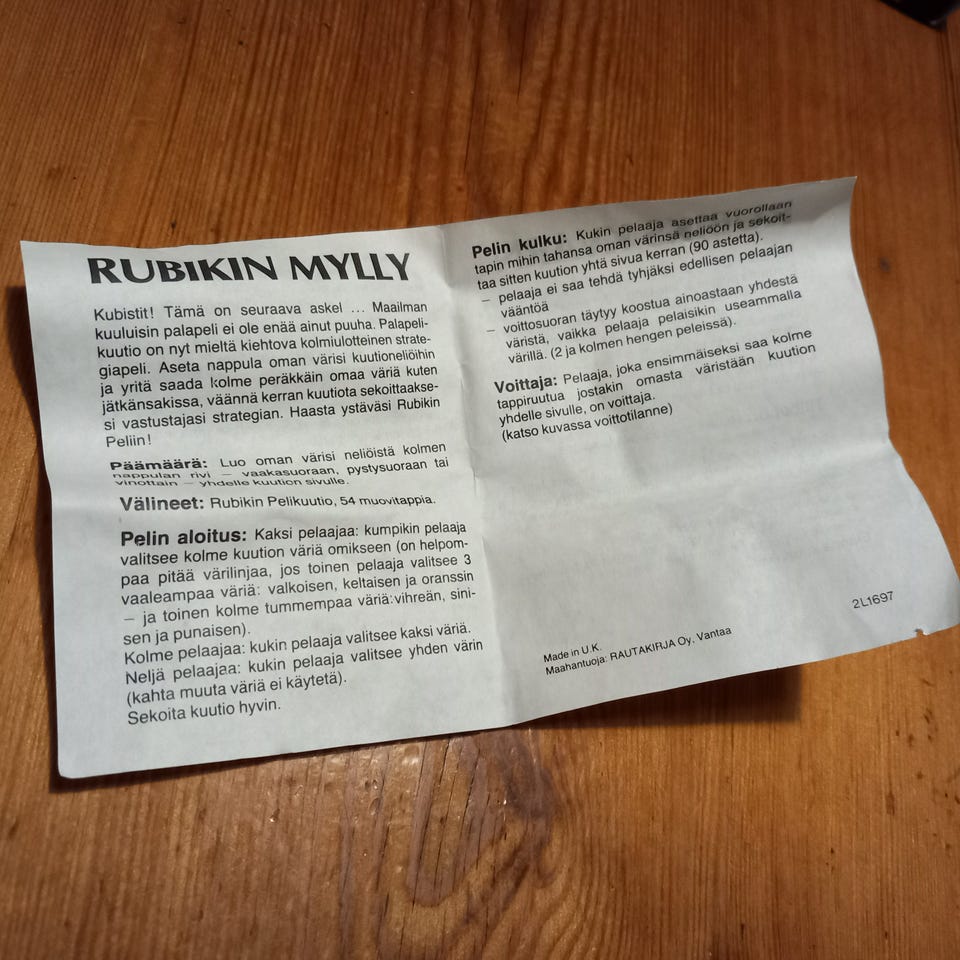 RUBIKIN MYLLY
Kubistit! Tämä on seuraava askel ... Maailman
kuuluisin palapeli ei ole enää ainut puuha. Palapeli-
kuutio on nyt mieltä kiehtova kolmiulotteinen strate-
giapeli. Aseta nappula oman värisi kuutioneliöihin
ja yritä saada kolme peräkkäin omaa väriä kuten
jätkänsakissa, väännä kerran kuutiota sekoittaakse-
si vastustajasi strategian. Haasta ystäväsi Rubikin
Peliin!
Päämäärä: Luo oman värisi neliöistä kolmen
nappulan rivi – vaakasuoraan, pystysuoraan tai
vinottain – yhdelle kuution sivulle.
Välineet: Rubikin Pelikuutio, 54 muovitappia.
Pelin aloitus: Kaksi pelaajaa: kumpikin pelaaja
valitsee kolme kuution väriä omikseen (on helpom-
paa pitää värilinjaa, jos toinen pelaaja valitsee 3
vaaleampaa väriä: valkoisen, keltaisen ja oranssin
– ja toinen kolme tummempaa väriä:vihreän, sini-
sen ja punaisen).
Kolme pelaajaa: kukin pelaaja valitsee kaksi väriä.
Neljä pelaajaa: kukin pelaaja valitsee yhden värin
(kahta muuta väriä ei käytetä).
Sekoita kuutio hyvin.
Pelin kulku: Kukin pelaaja asettaa vuorollaan
tapin mihin tahansa oman värinsä neliöön ja sekoit-
taa sitten kuution yhtä sivua kerran (90 astetta).
– pelaaja ei saa tehdä tyhjäksi edellisen pelaajan
vääntöä
– voittosuoran täytyy koostua ainoastaan yhdestä
väristä, vaikka pelaaja pelaisikin useammalla
värillä. (2 ja kolmen hengen peleissä).
Voittaja: Pelaaja, joka ensimmäiseksi saa kolme
tappiruutua jostakin omasta väristään kuution
yhdelle sivulle, on voittaja.
(katso kuvassa voittotilanne)
2L1697
Made in U.K.
Maahantuoja: RAUTAKIRJA Oy, Vantaa